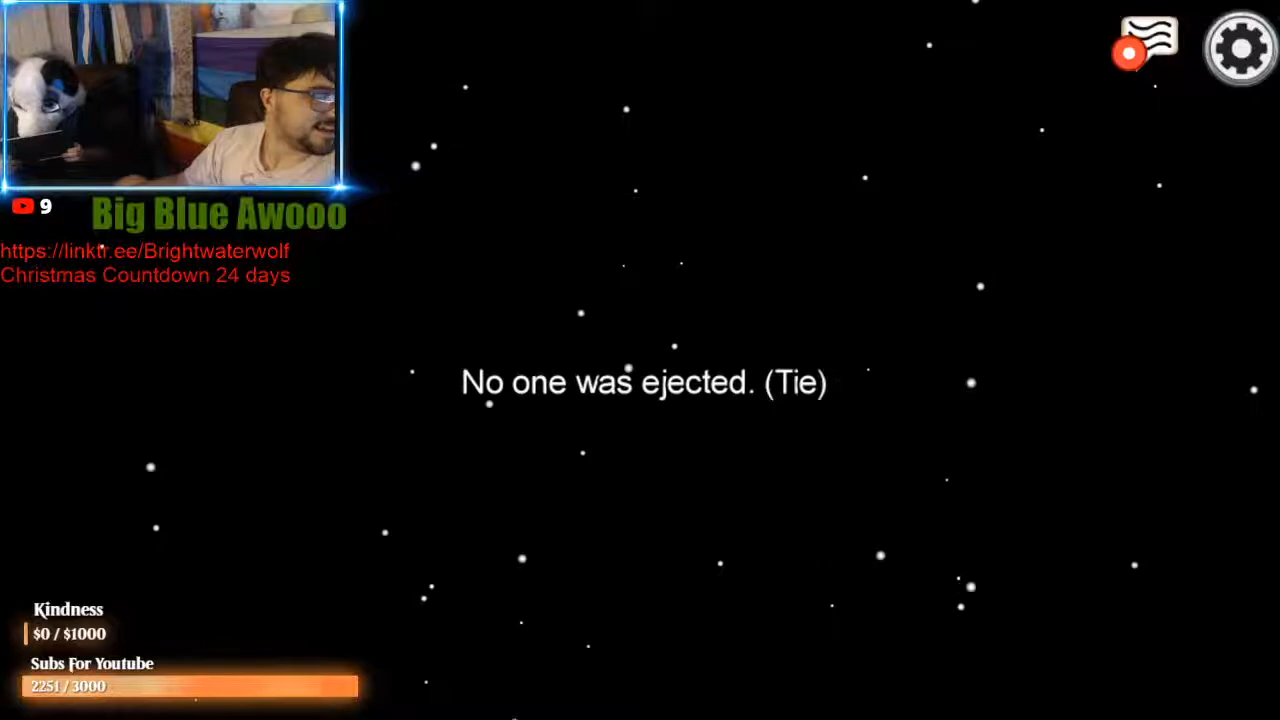 9
Big Blue Awooo
https://linktr.ee/Brightwaterwolf
Christmas Countdown 24 days
No one was ejected. (Tie)
Kindness
$0 / $1000
Subs For Youtube
2251 / 3000